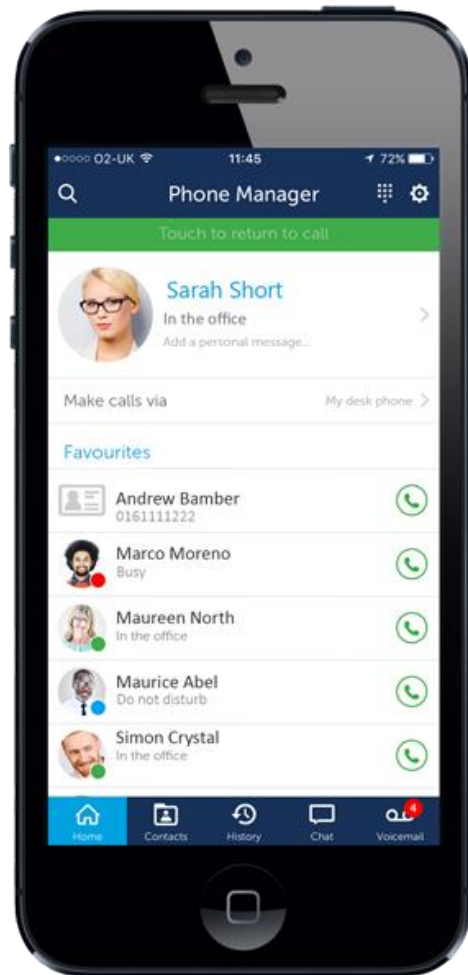 ●○○○○ O2-UK 11:45 72%
Phone Manager
Touch to return to call
Sarah Short
In the office
Add a personal message...
Make calls via My desk phone
Favourites
Andrew Bamber
0161111222
Marco Moreno
Busy
Maureen North
In the office
Maurice Abel
Do not disturb
Simon Crystal
In the office
4
Home Contacts History Chat Voicemail